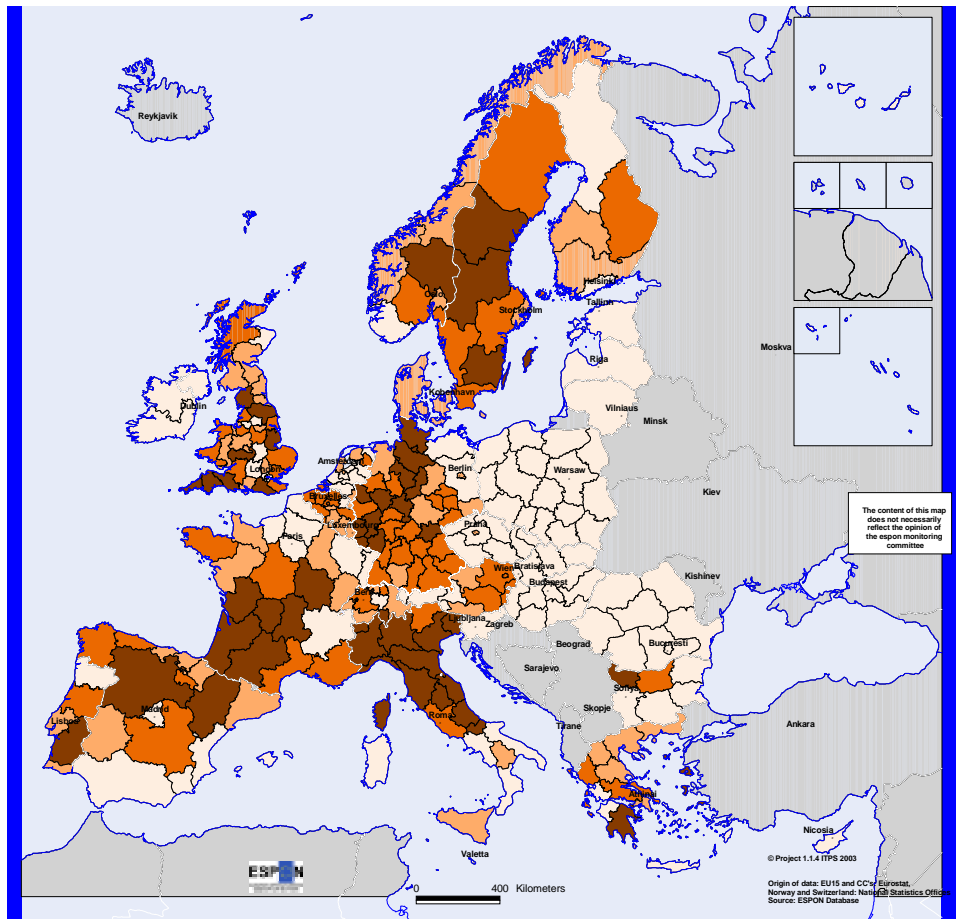 Reykjavik
Moskva
Helsinki
Tallinn
Oslo
Stockholm
Riga
Kobenhavn
Vilniaus
Minsk
Dublin
Amsterdam
Berlin
Warsaw
London
Bruxelles
Kiev
The content of this map
does not necessarily
reflect the opinion of
the espon monitoring
committee
Luxembourg
Praha
Paris
Wien
Bratislava
Kishinev
Budapest
Bern
Ljubljana
Zagreb
Beograd
Bucuresti
Sarajevo
Sofiya
Madrid
Lisboa
Roma
Skopje
Ankara
Tirane
Athinai
Nicosia
Valetta
© Project 1.1.4 ITPS 2003
ESPON
0 400 Kilometers
Origin of data: EU15 and CC's: Eurostat,
Norway and Switzerland: National Statistics Offices
Source: ESPON Database